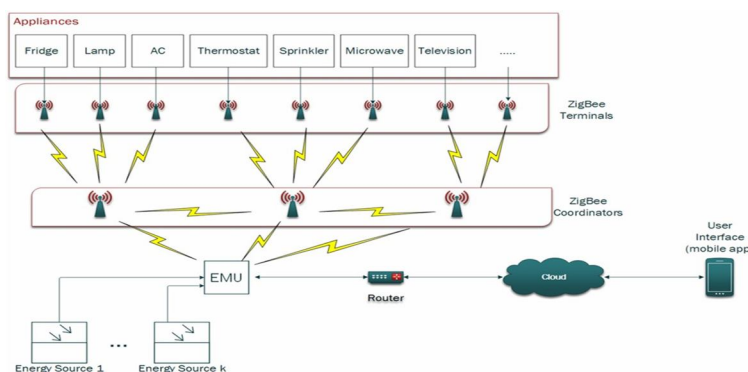 Appliances
Fridge
Lamp
AC
Thermostat
Sprinkler
Microwave
Television
.....
ZigBee
Terminals
ZigBee
Coordinators
User
Interface
(mobile app
EMU
Cloud
Router
...
Energy Source 1
Energy Source k